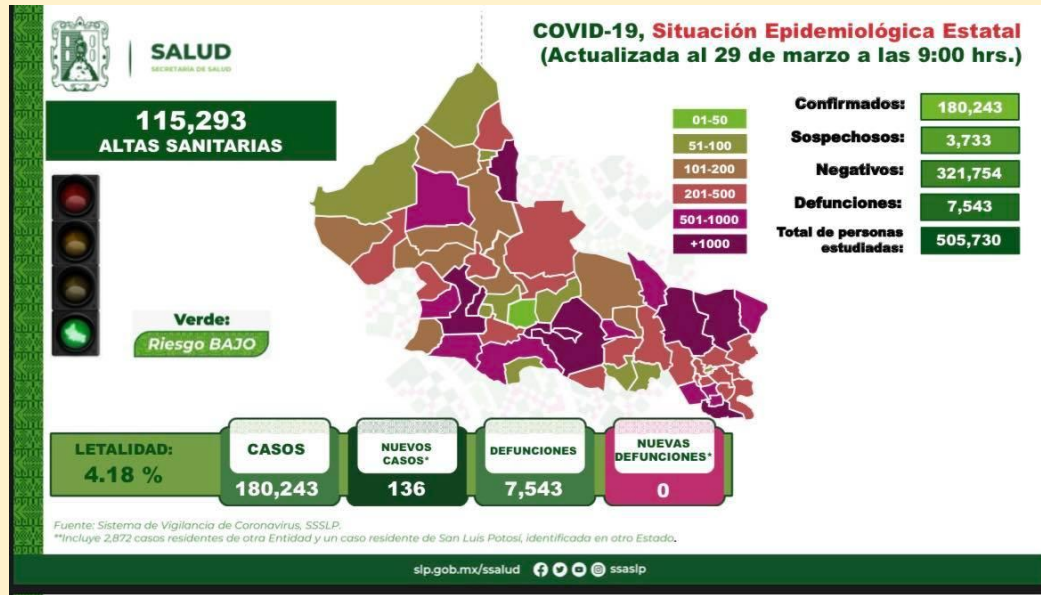 COVID-19, Situación Epidemiológica Estatal
(Actualizada al 29 de marzo a las 9:00 hrs.)
SALUD
SECRETARÍA DE SALUD
115,293
ALTAS SANITARIAS
01-50
51-100
101-200
201-500
501-1000
+1000
Confirmados: 180,243
Sospechosos: 3,733
Negativos: 321,754
Defunciones: 7,543
Total de personas
estudiadas: 505,730
Verde:
Riesgo BAJO
LETALIDAD:
4.18 %
CASOS
180,243
NUEVOS
CASOS*
136
DEFUNCIONES
7,543
NUEVAS
DEFUNCIONES*
0
Fuente: Sistema de Vigilancia de Coronavirus, SSSLP.
**Incluye 2,872 casos residentes de otra Entidad y un caso residente de San Luis Potosí, identificada en otro Estado.
slp.gob.mx/ssalud ssaslp